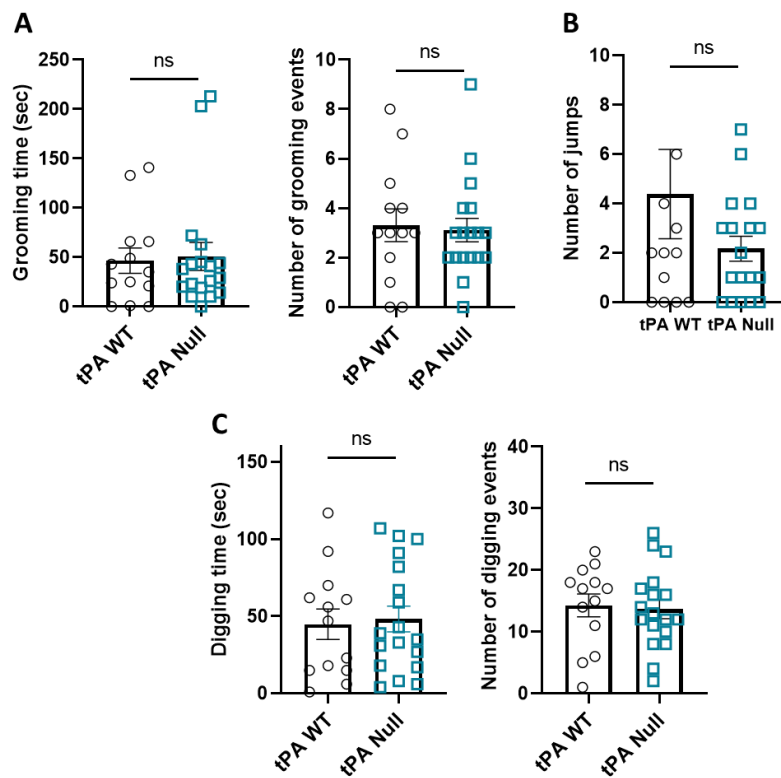 A
Grooming time (sec)
250
200
150
100
50
0
ns
tPA WT
tPA Null
Number of grooming events
10
8
6
4
2
0
ns
tPA WT
tPA Null
B
Number of jumps
10
8
6
4
2
0
ns
tPA WT tPA Null
C
Digging time (sec)
150
100
50
0
ns
tPA WT
tPA Null
Number of digging events
40
30
20
10
0
ns
tPA WT
tPA Null